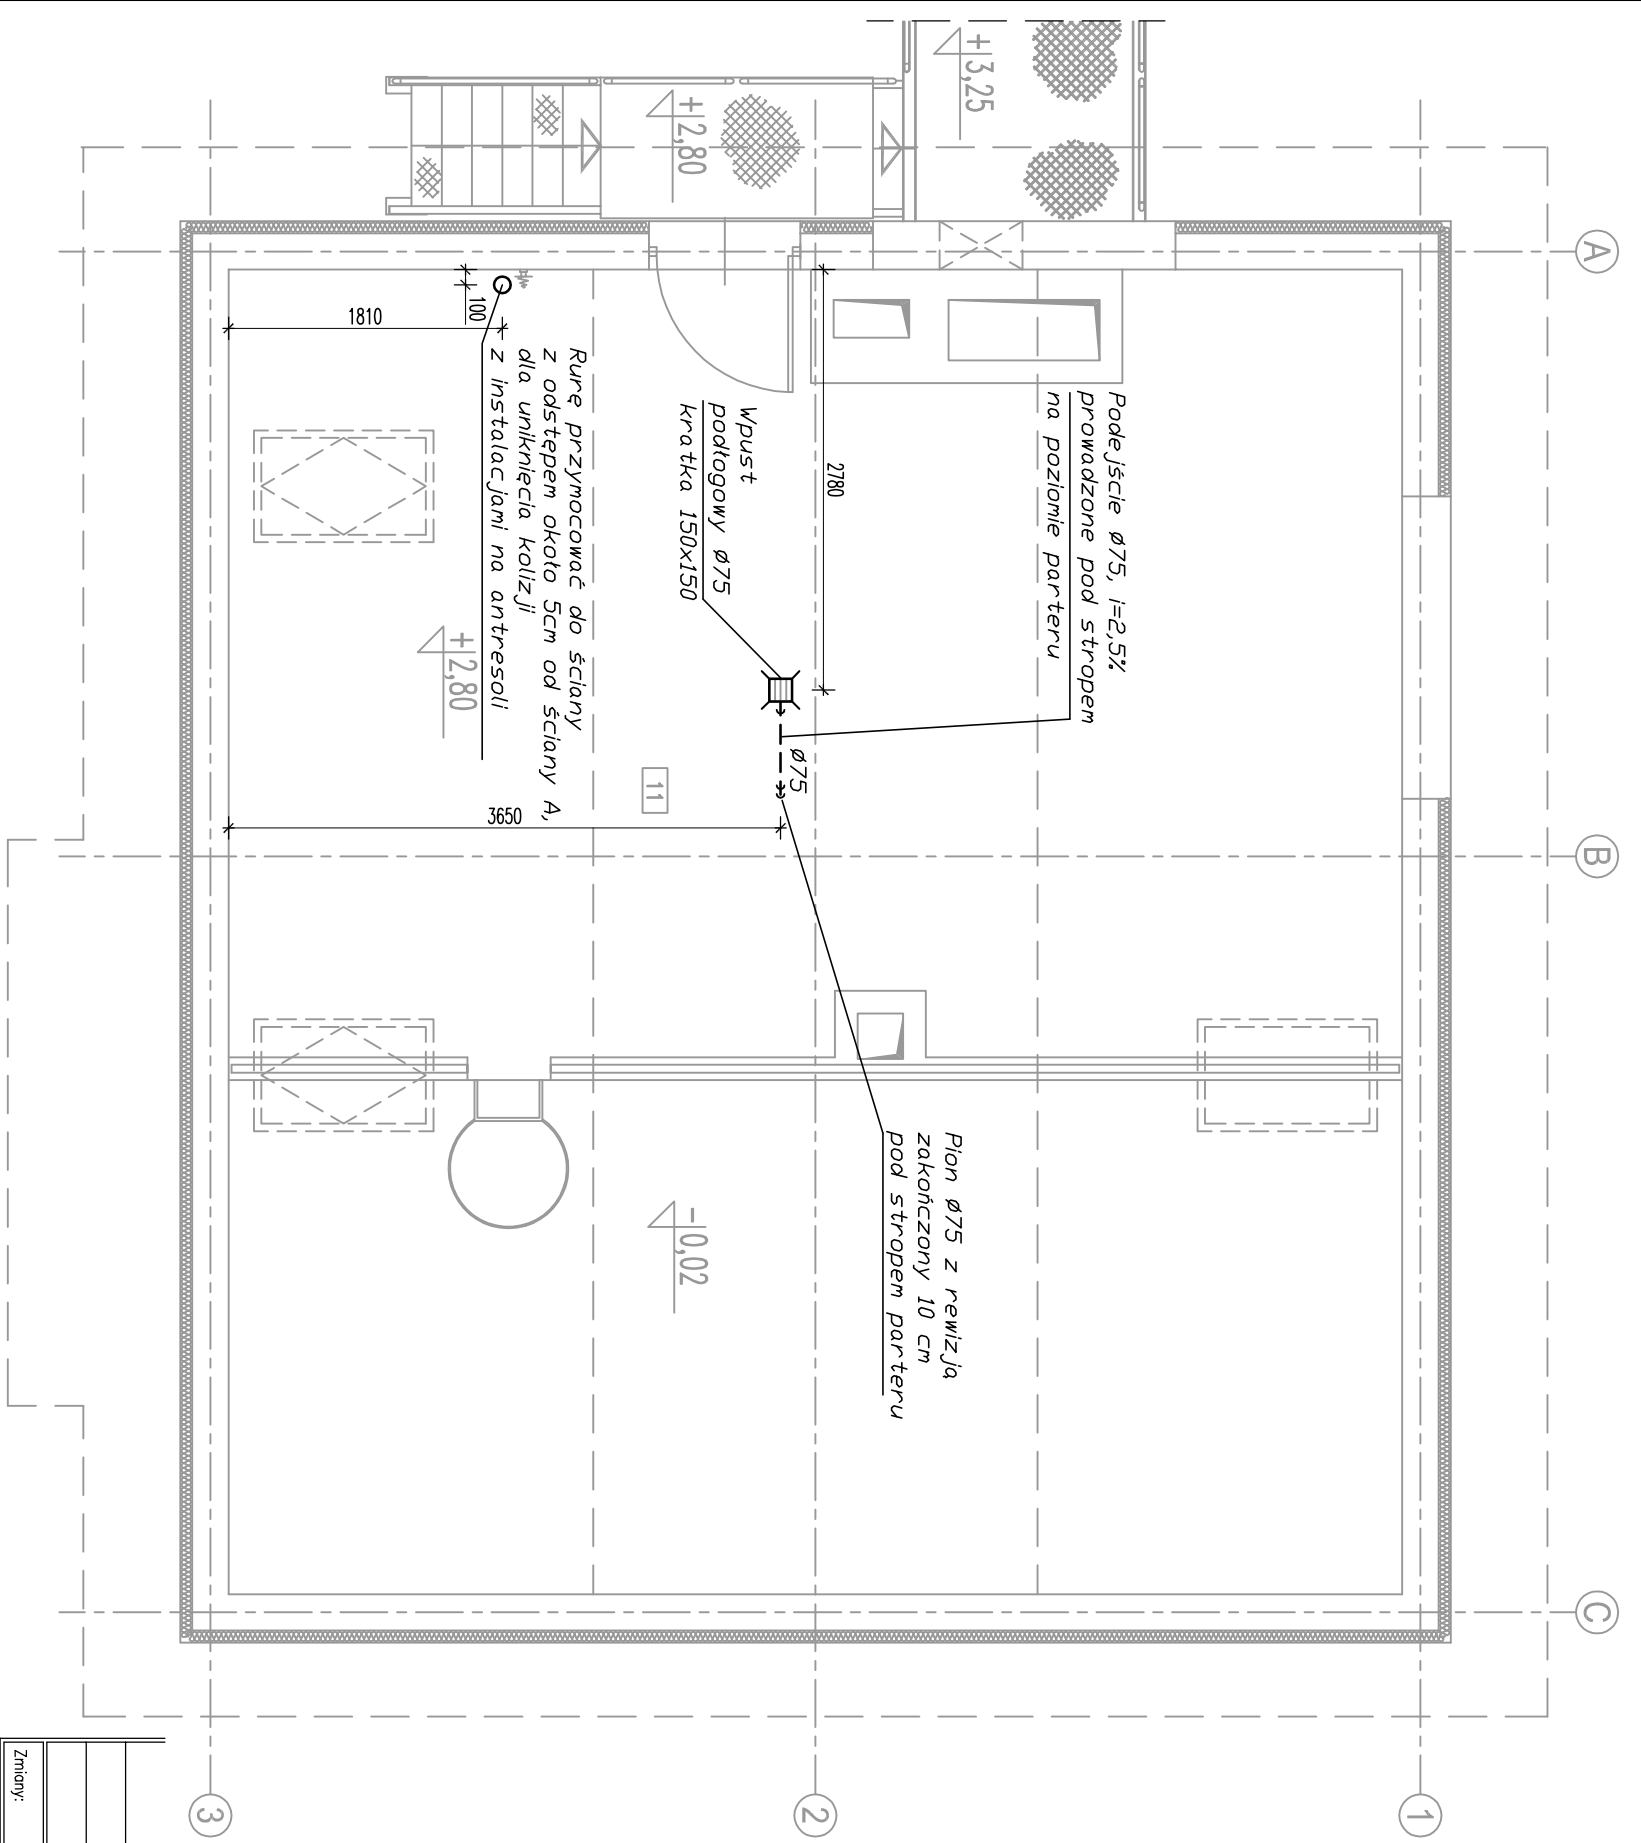 +3,25
+2,80
A
100
1810
Rurę przymocować do ściany
z odstępem około 5cm od ściany A,
dla uniknięcia kolizji
z instalacjami na antresoli
Wpust
podłogowy ø75
kratka 150x150
2780
Podejście ø75, i=2,5%
prowadzone pod stropem
na poziomie parteru
+2,80
ø75
11
3650
B
Pion ø75 z rewizją
zakończony 10 cm
pod stropem parteru
-0,02
C
Zmiany:
3
2
1